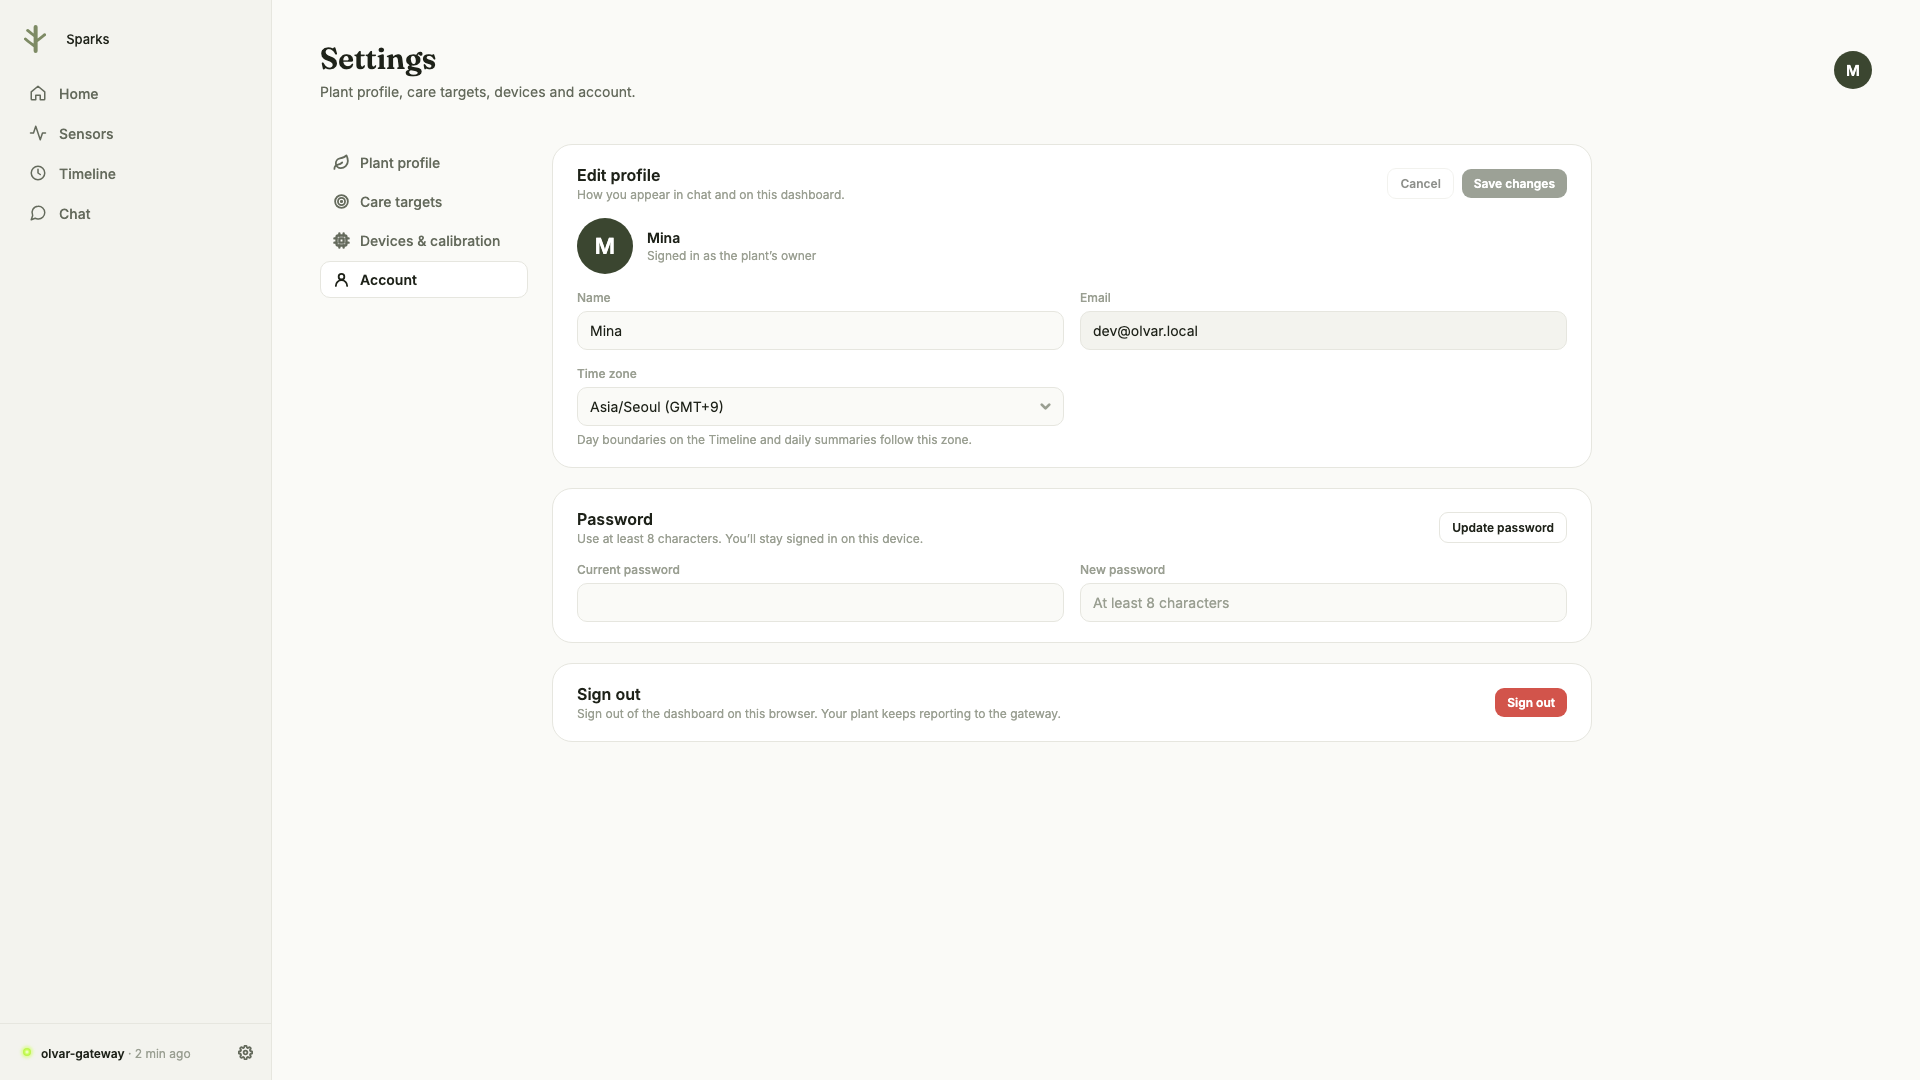 Sparks
Home
Sensors
Timeline
Chat
olvar-gateway · 2 min ago
Settings
Plant profile, care targets, devices and account.
M
Plant profile
Care targets
Devices & calibration
Account
Edit profile
How you appear in chat and on this dashboard.
Cancel
Save changes
M
Mina
Signed in as the plant’s owner
Name
Email
Mina
dev@olvar.local
Time zone
Asia/Seoul (GMT+9)
Day boundaries on the Timeline and daily summaries follow this zone.
Password
Use at least 8 characters. You’ll stay signed in on this device.
Update password
Current password
New password
At least 8 characters
Sign out
Sign out of the dashboard on this browser. Your plant keeps reporting to the gateway.
Sign out